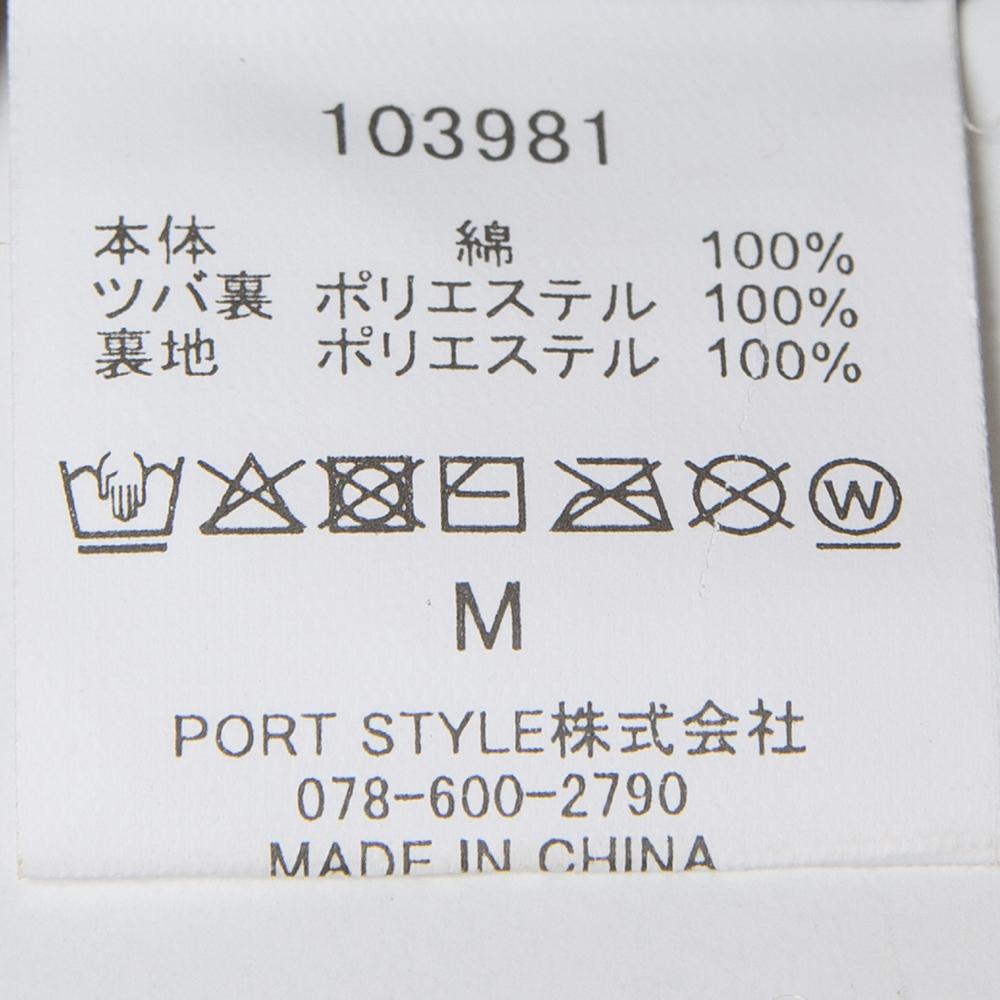 103981
本体 綿 100%
ツバ裏 ポリエステル 100%
裏地 ポリエステル 100%
W
M
PORT STYLE株式会社
078-600-2790
MADE IN CHINA